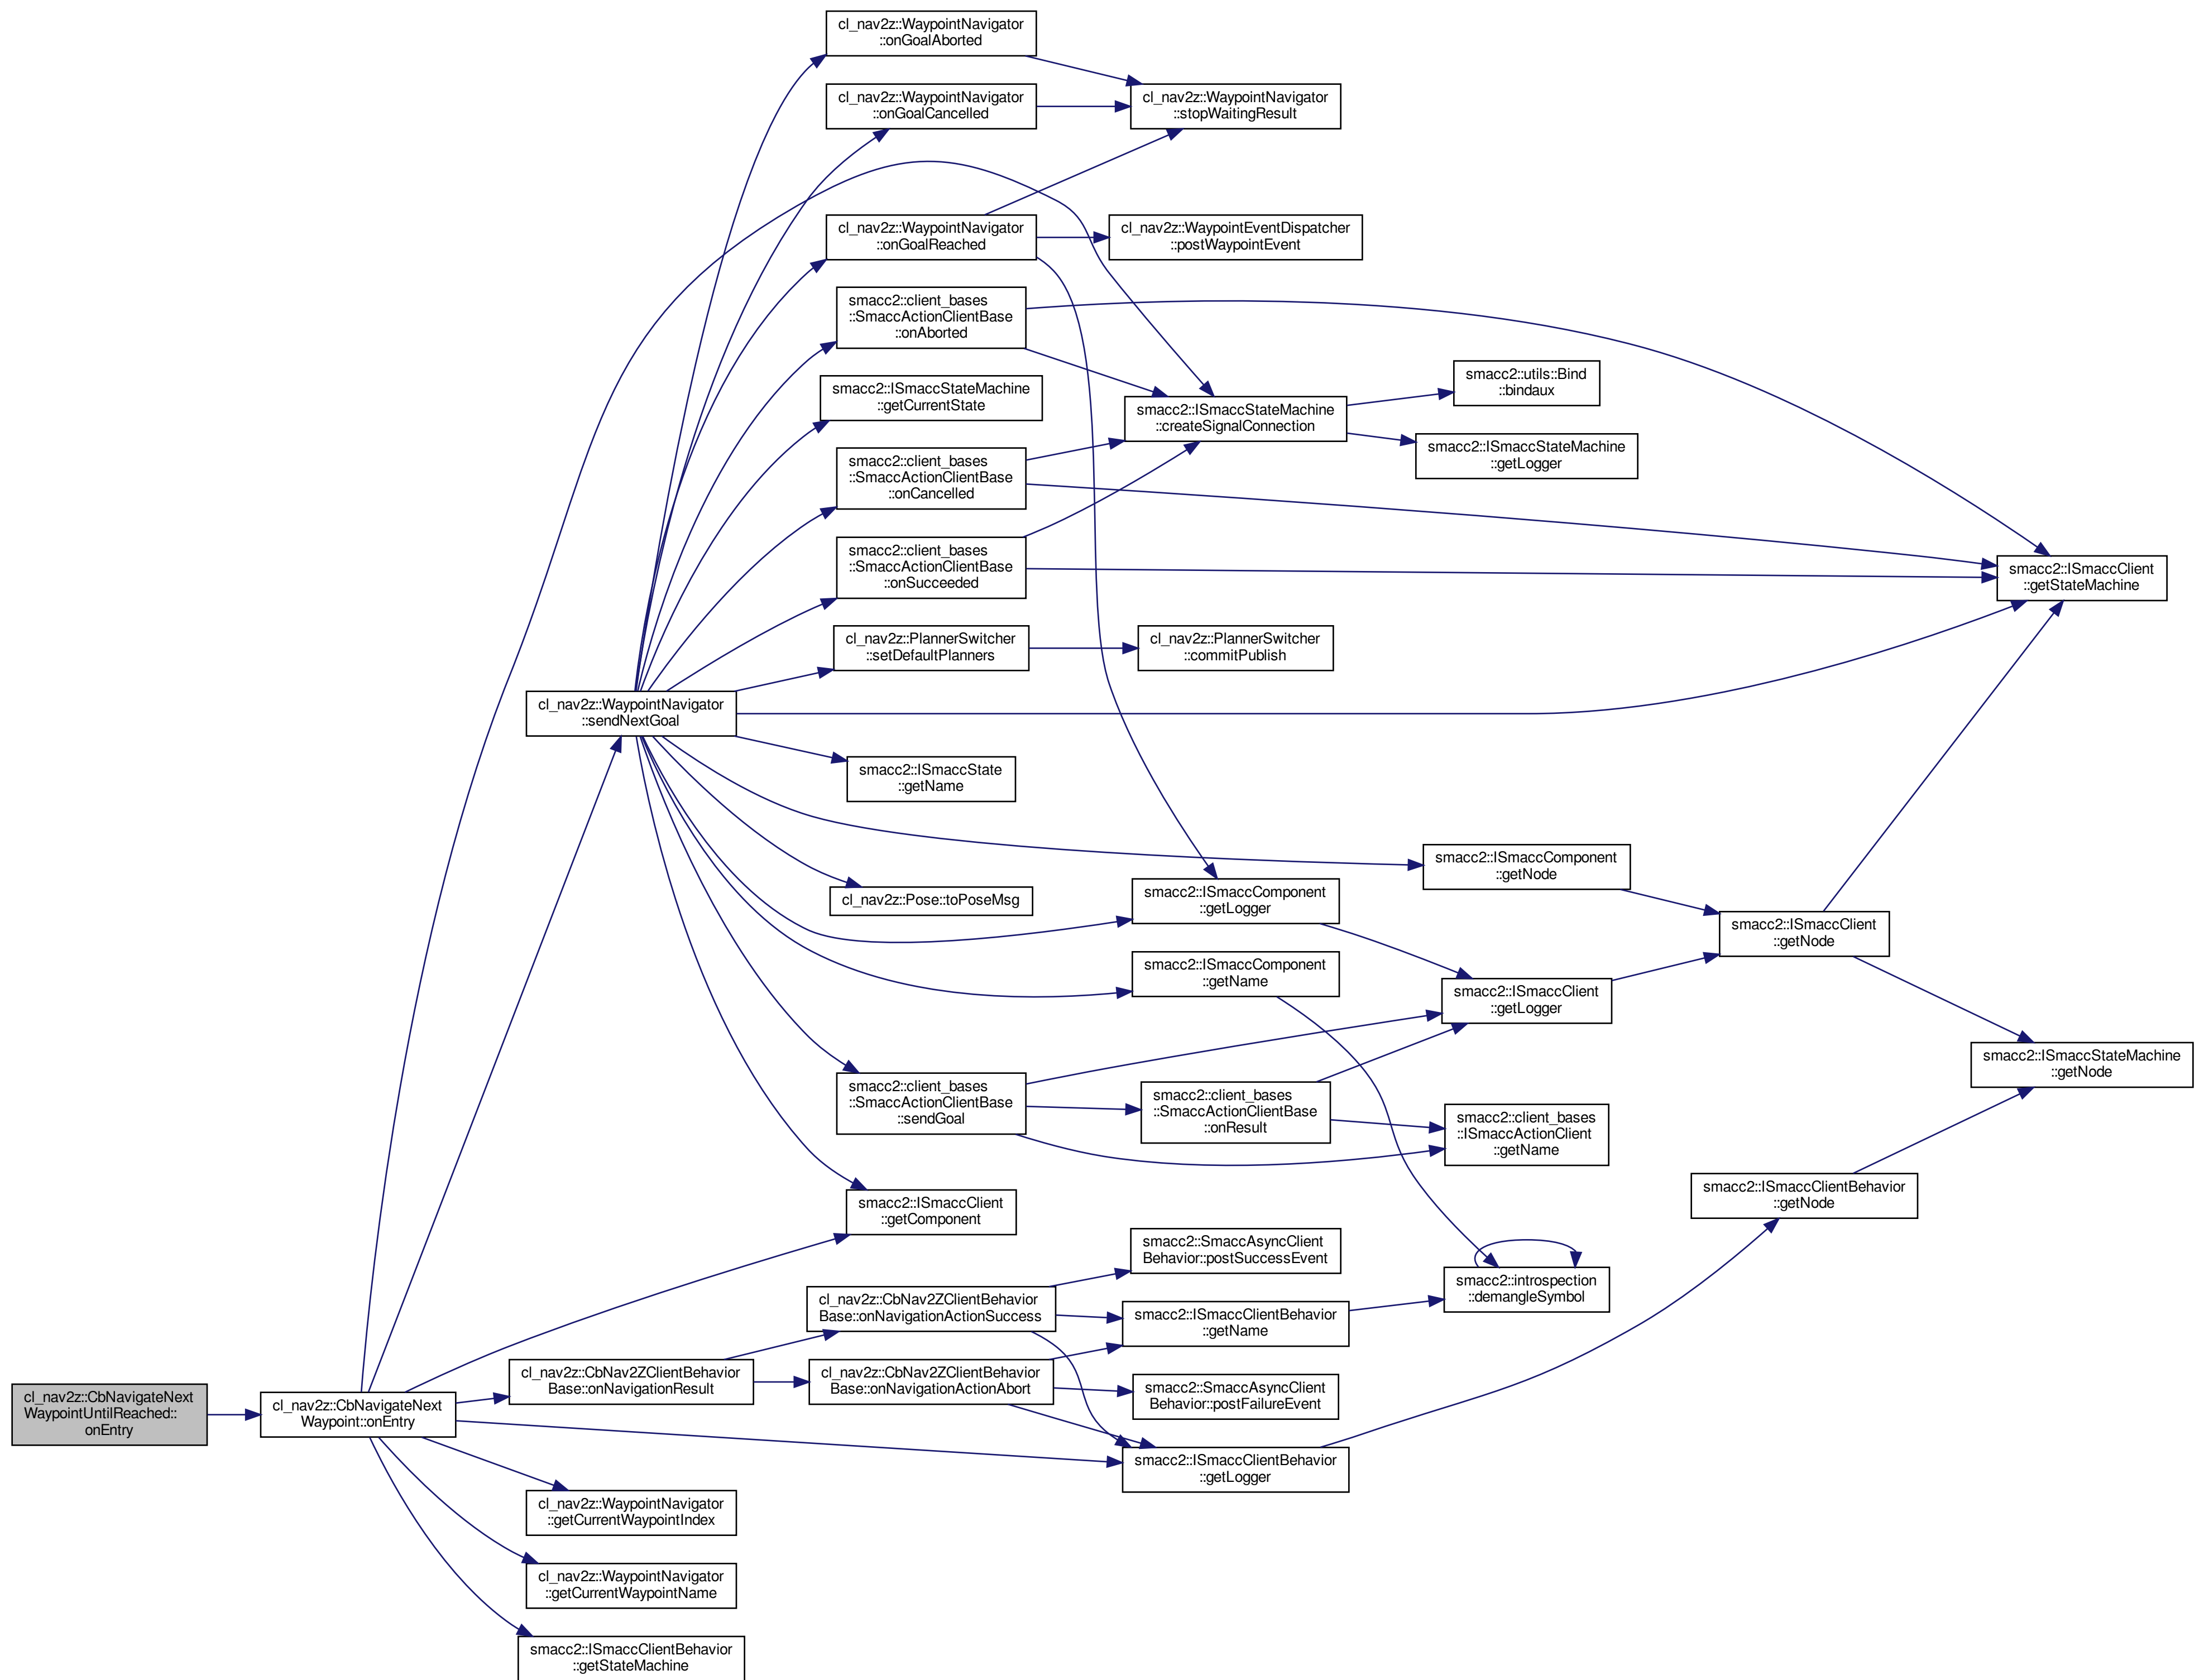 cl_nav2z::WaypointNavigator
::onGoalAborted
cl_nav2z::WaypointNavigator
::onGoalCancelled
cl_nav2z::WaypointNavigator
::stopWaitingResult
cl_nav2z::WaypointNavigator
::onGoalReached
cl_nav2z::WaypointEventDispatcher
::postWaypointEvent
smacc2::client_bases
::SmaccActionClientBase
::onAborted
smacc2::ISmaccStateMachine
::getCurrentState
smacc2::utils::Bind
::bindaux
smacc2::ISmaccStateMachine
::createSignalConnection
smacc2::ISmaccStateMachine
::getLogger
smacc2::client_bases
::SmaccActionClientBase
::onCancelled
smacc2::client_bases
::SmaccActionClientBase
::onSucceeded
smacc2::ISmaccClient
::getStateMachine
cl_nav2z::PlannerSwitcher
::setDefaultPlanners
cl_nav2z::PlannerSwitcher
::commitPublish
cl_nav2z::WaypointNavigator
::sendNextGoal
smacc2::ISmaccState
::getName
smacc2::ISmaccComponent
::getNode
cl_nav2z::Pose::toPoseMsg
smacc2::ISmaccComponent
::getLogger
smacc2::ISmaccClient
::getNode
smacc2::ISmaccComponent
::getName
smacc2::ISmaccClient
::getLogger
smacc2::ISmaccStateMachine
::getNode
smacc2::client_bases
::SmaccActionClientBase
::sendGoal
smacc2::client_bases
::SmaccActionClientBase
::onResult
smacc2::client_bases
::ISmaccActionClient
::getName
smacc2::ISmaccClientBehavior
::getNode
smacc2::ISmaccClient
::getComponent
smacc2::SmaccAsyncClient
Behavior::postSuccessEvent
smacc2::introspection
::demangleSymbol
cl_nav2z::CbNav2ZClientBehavior
Base::onNavigationActionSuccess
smacc2::ISmaccClientBehavior
::getName
cl_nav2z::CbNav2ZClientBehavior
Base::onNavigationResult
cl_nav2z::CbNav2ZClientBehavior
Base::onNavigationActionAbort
smacc2::SmaccAsyncClient
Behavior::postFailureEvent
cl_nav2z::CbNavigateNext
WaypointUntilReached::
onEntry
cl_nav2z::CbNavigateNext
Waypoint::onEntry
smacc2::ISmaccClientBehavior
::getLogger
cl_nav2z::WaypointNavigator
::getCurrentWaypointIndex
cl_nav2z::WaypointNavigator
::getCurrentWaypointName
smacc2::ISmaccClientBehavior
::getStateMachine